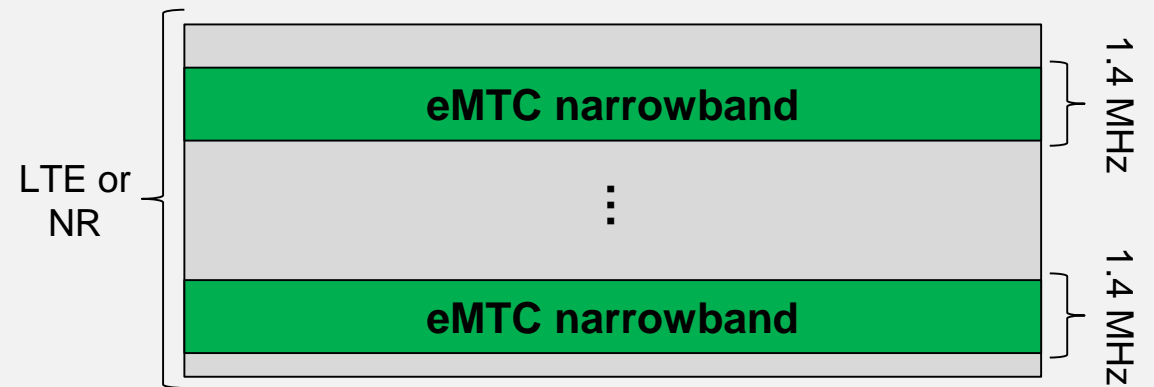 eMTC narrowband
1.4 MHz
LTE or
NR
⋮
eMTC narrowband
1.4 MHz